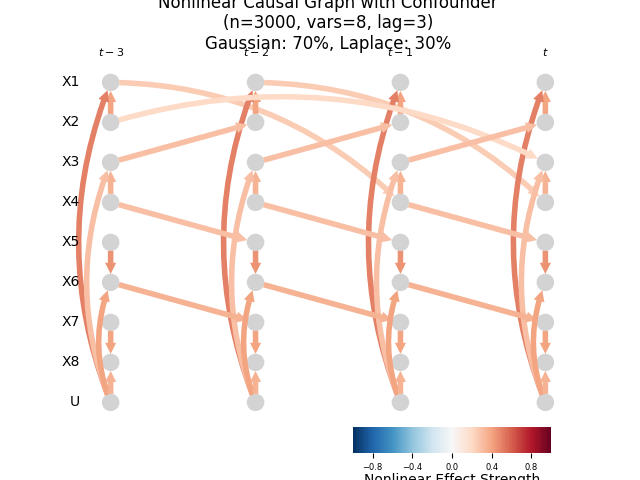 Nonlinear Causal Graph with Confounder
(n=3000, vars=8, lag=3)
Gaussian: 70%, Laplace: 30%
t − 3 t − 2 t − 1 t
X1
X2
X3
X4
X5
X6
X7
X8
U
−0.8 −0.4 0.0 0.4 0.8
Nonlinear Effect Strength